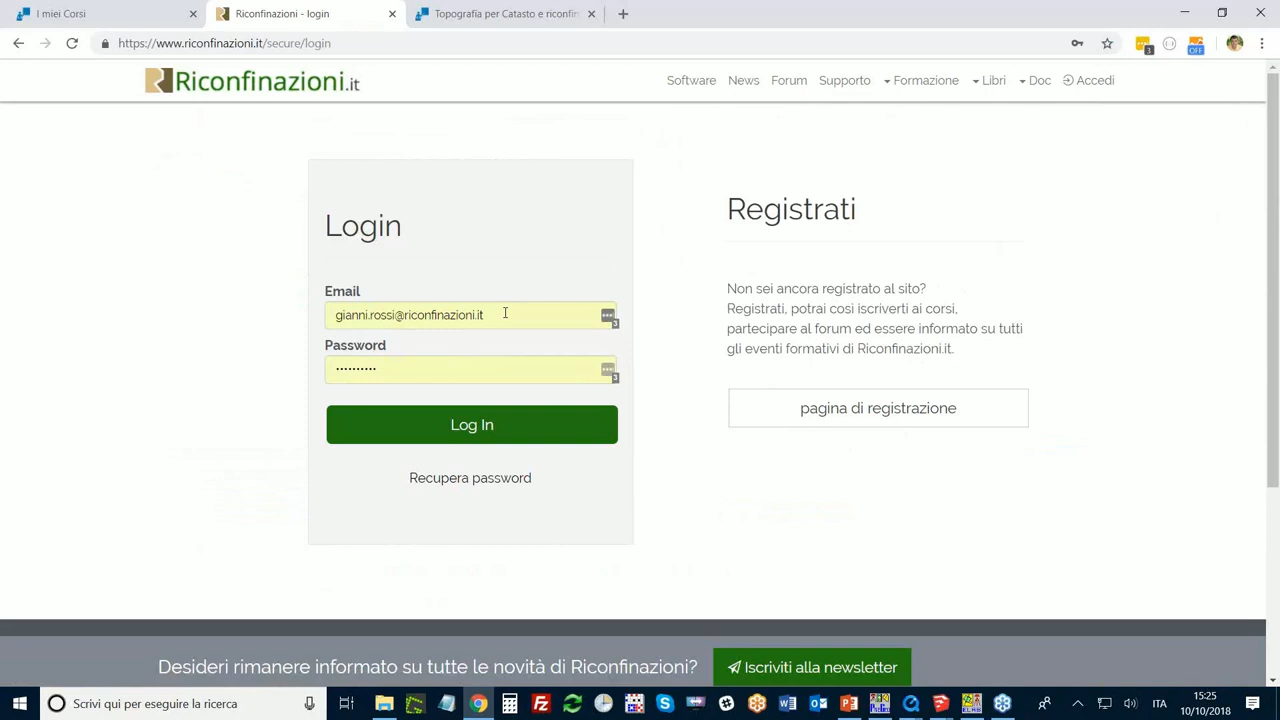 I miei Corsi
Riconfinazioni - login
Topografia per Catasto e riconfin
https://www.riconfinazioni.it/secure/login
3
OFF
Riconfinazioni.it
Software News Forum Supporto Formazione Libri Doc Accedi
Login
Email
gianni.rossi@riconfinazioni.it
3
Password
••••••••••
3
Log In
Recupera password
Registrati
Non sei ancora registrato al sito?
Registrati, potrai così iscriverti ai corsi,
partecipare al forum ed essere informato su tutti
gli eventi formativi di Riconfinazioni.it.
pagina di registrazione
Desideri rimanere informato su tutte le novità di Riconfinazioni? Iscriviti alla newsletter
Scrivi qui per eseguire la ricerca
ITA
15:25
10/10/2018